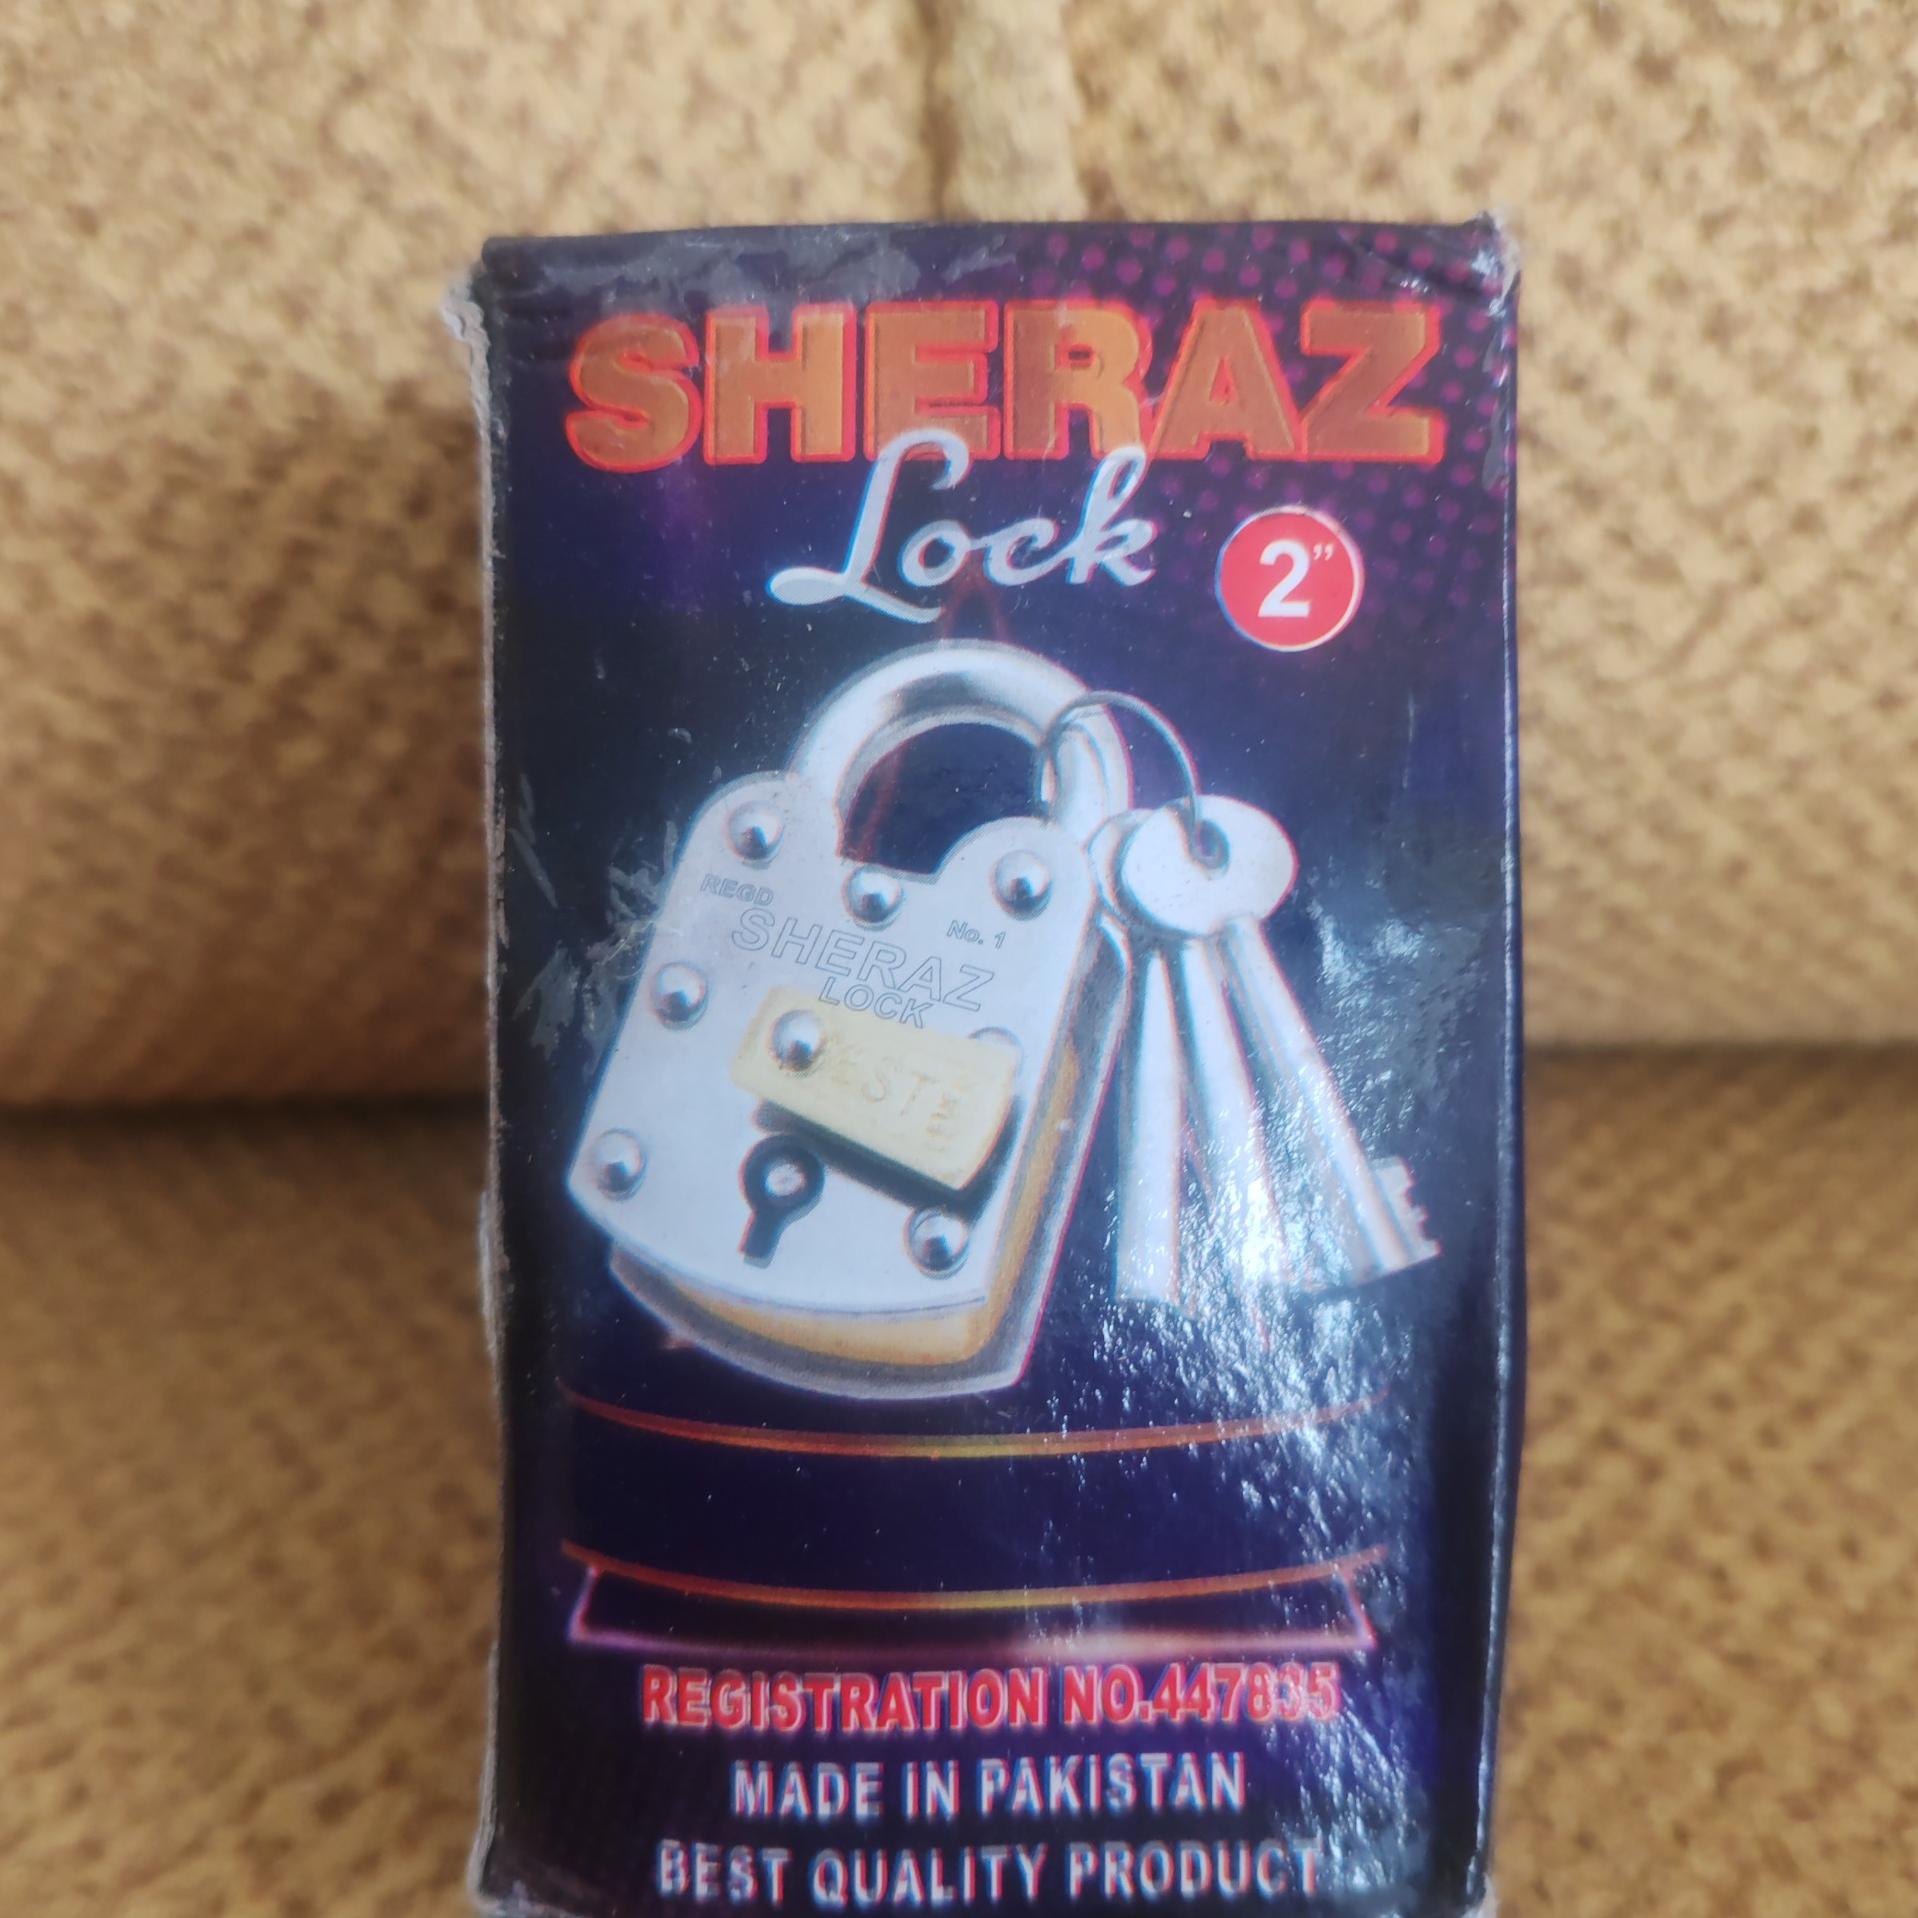 SHERAZ
Lock
2"
REGD
No. 1
SHERAZ
LOCK
REGISTRATION NO.447835
MADE IN PAKISTAN
BEST QUALITY PRODUCT